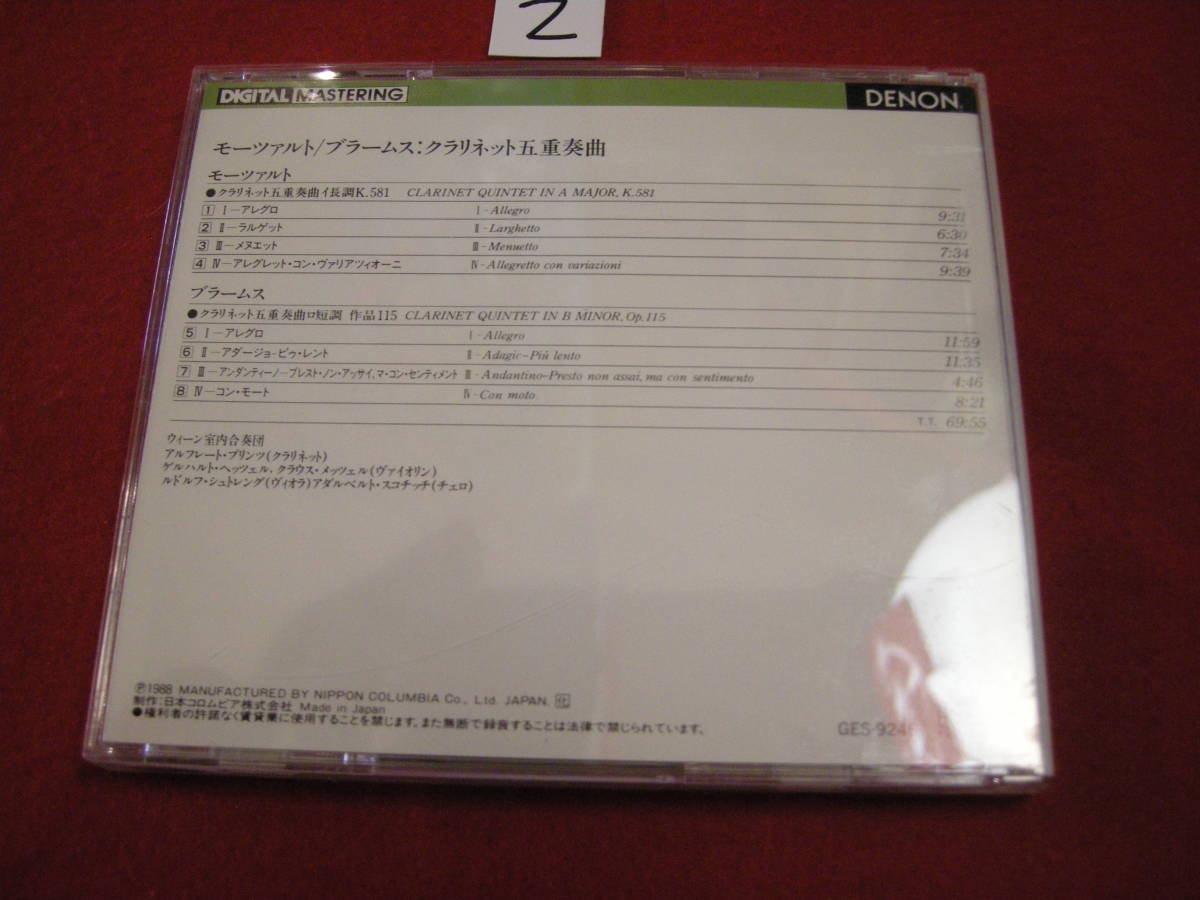 2
DIGITAL MASTERING
DENON
モーツァルト/ブラームス:クラリネット五重奏曲
モーツァルト
●クラリネット五重奏曲イ長調K.581 CLARINET QUINTET IN A MAJOR, K.581
1 I－アレグロ I - Allegro 9:31
2 II－ラルゲット II - Larghetto 6:30
3 III－メヌエット III - Menuetto 7:34
4 IV－アレグレット・コン・ヴァリアツィオーニ IV - Allegretto con variazioni 9:39
ブラームス
●クラリネット五重奏曲ロ短調 作品115 CLARINET QUINTET IN B MINOR, Op.115
5 I－アレグロ I - Allegro 11:59
6 II－アダージョ-ピゥ・レント II - Adagio-Più lento 11:35
7 III－アンダンティーノ-プレスト・ノン・アッサイ、マ・コン・センティメント III - Andantino-Presto non assai, ma con sentimento 4:46
8 IV－コン・モート IV - Con moto 8:21
T.T. 69:55
ウィーン室内合奏団
アルフレート・プリンツ(クラリネット)
ゲルハルト・ヘッツェル、クラウス・メッツェル(ヴァイオリン)
ルドルフ・シュトレング(ヴィオラ)アダルベルト・スコチッチ(チェロ)
Ⓟ1988 MANUFACTURED BY NIPPON COLUMBIA Co., Ltd. JAPAN.
制作:日本コロムビア株式会社 Made in Japan
●権利者の許諾なく賃貸業に使用することを禁じます。また無断で録音することは法律で禁じられています。
GES-924